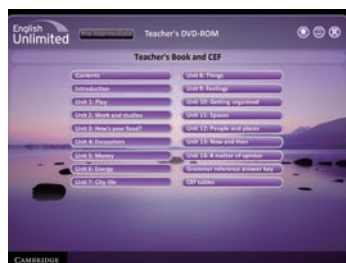 English
Unlimited
Pre-intermediate
Teacher's DVD-ROM
Teacher's Book and CEF
Contents
Introduction
Unit 1: Play
Unit 2: Work and studies
Unit 3: How's your food?
Unit 4: Encounters
Unit 5: Money
Unit 6: Energy
Unit 7: City life
Unit 8: Things
Unit 9: Feelings
Unit 10: Getting organised
Unit 11: Spaces
Unit 12: People and places
Unit 13: Now and then
Unit 14: A matter of opinion
Grammar reference answer key
CEF tables
CAMBRIDGE